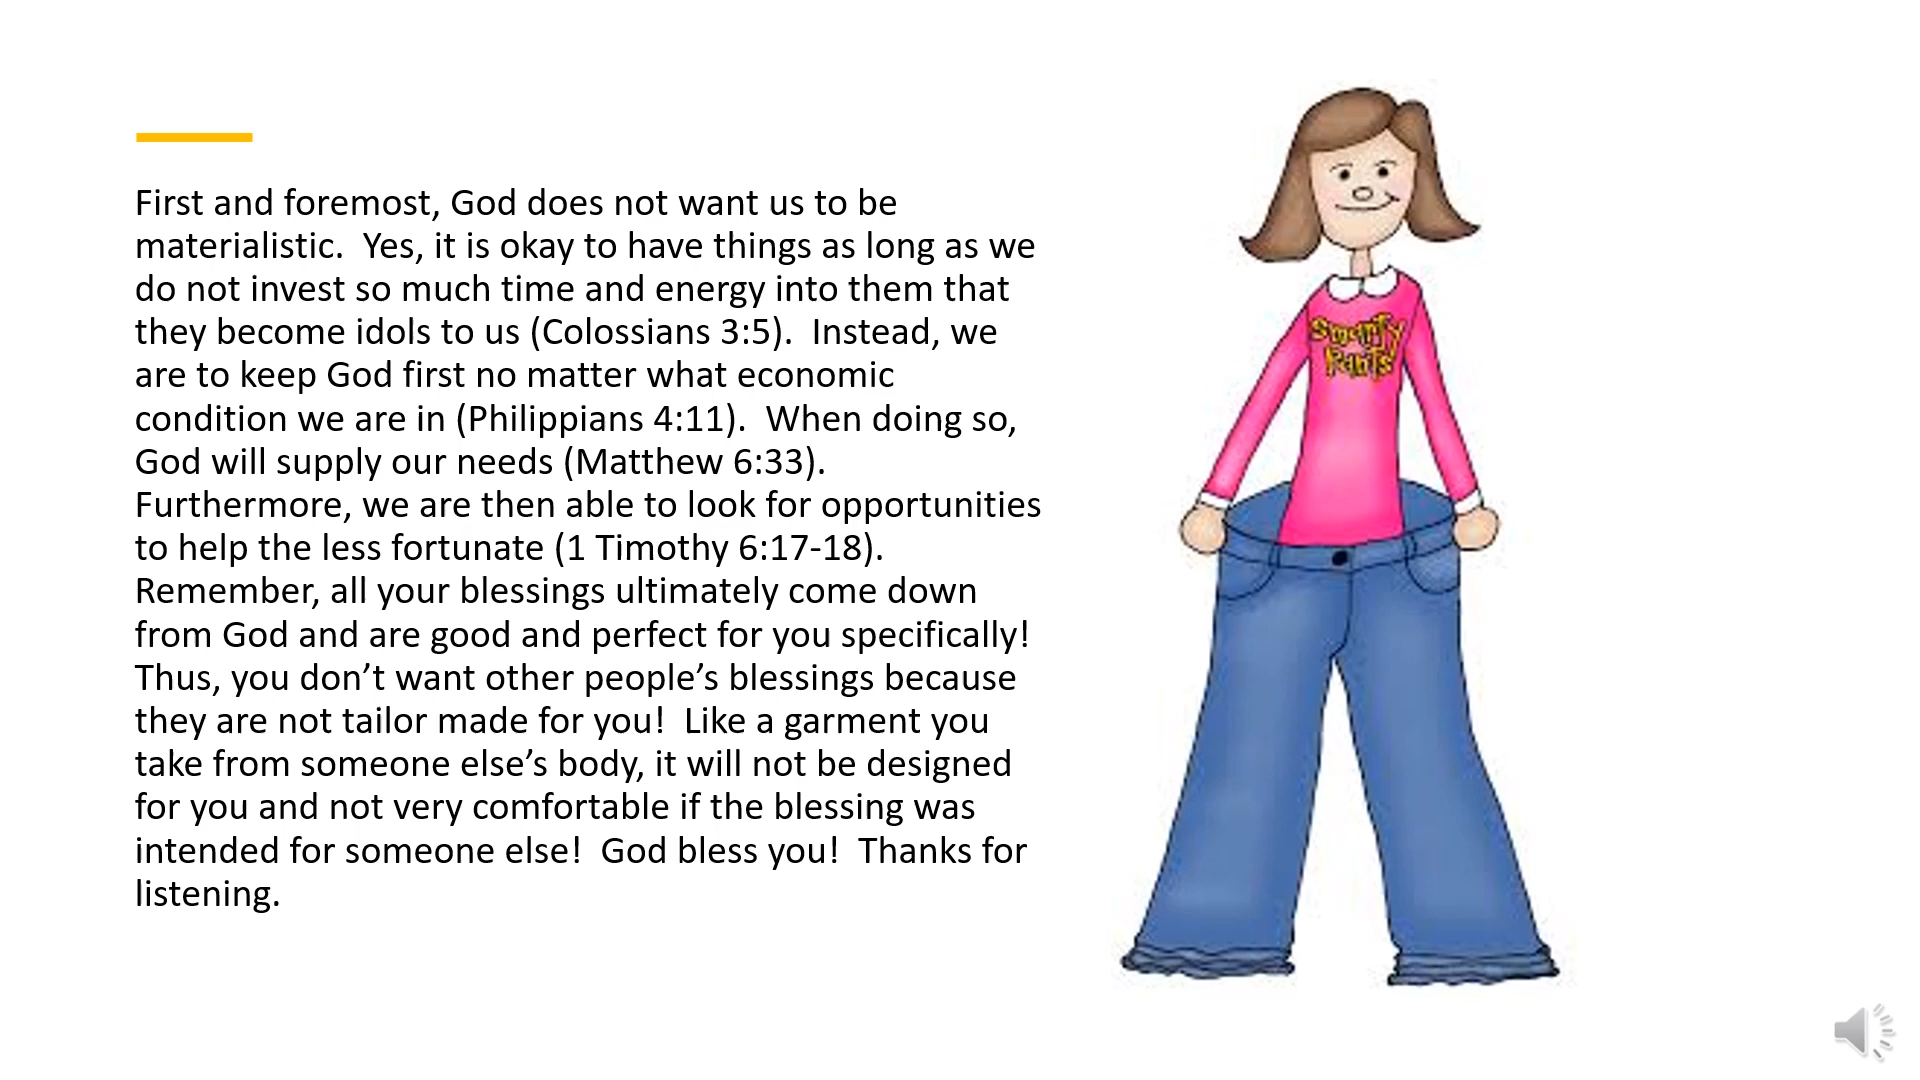 First and foremost, God does not want us to be
materialistic.  Yes, it is okay to have things as long as we
do not invest so much time and energy into them that
they become idols to us (Colossians 3:5).  Instead, we
are to keep God first no matter what economic
condition we are in (Philippians 4:11).  When doing so,
God will supply our needs (Matthew 6:33).
Furthermore, we are then able to look for opportunities
to help the less fortunate (1 Timothy 6:17-18).
Remember, all your blessings ultimately come down
from God and are good and perfect for you specifically!
Thus, you don’t want other people’s blessings because
they are not tailor made for you!  Like a garment you
take from someone else’s body, it will not be designed
for you and not very comfortable if the blessing was
intended for someone else!  God bless you!  Thanks for
listening.
Smarty
Pants!